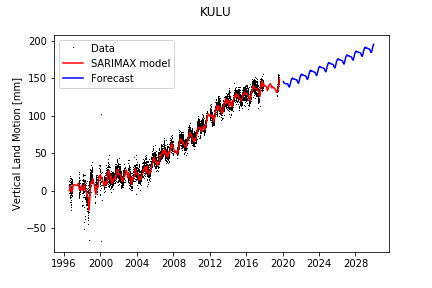 KULU
Data
SARIMAX model
Forecast
Vertical Land Motion [mm]
200
150
100
50
0
−50
1996 2000 2004 2008 2012 2016 2020 2024 2028